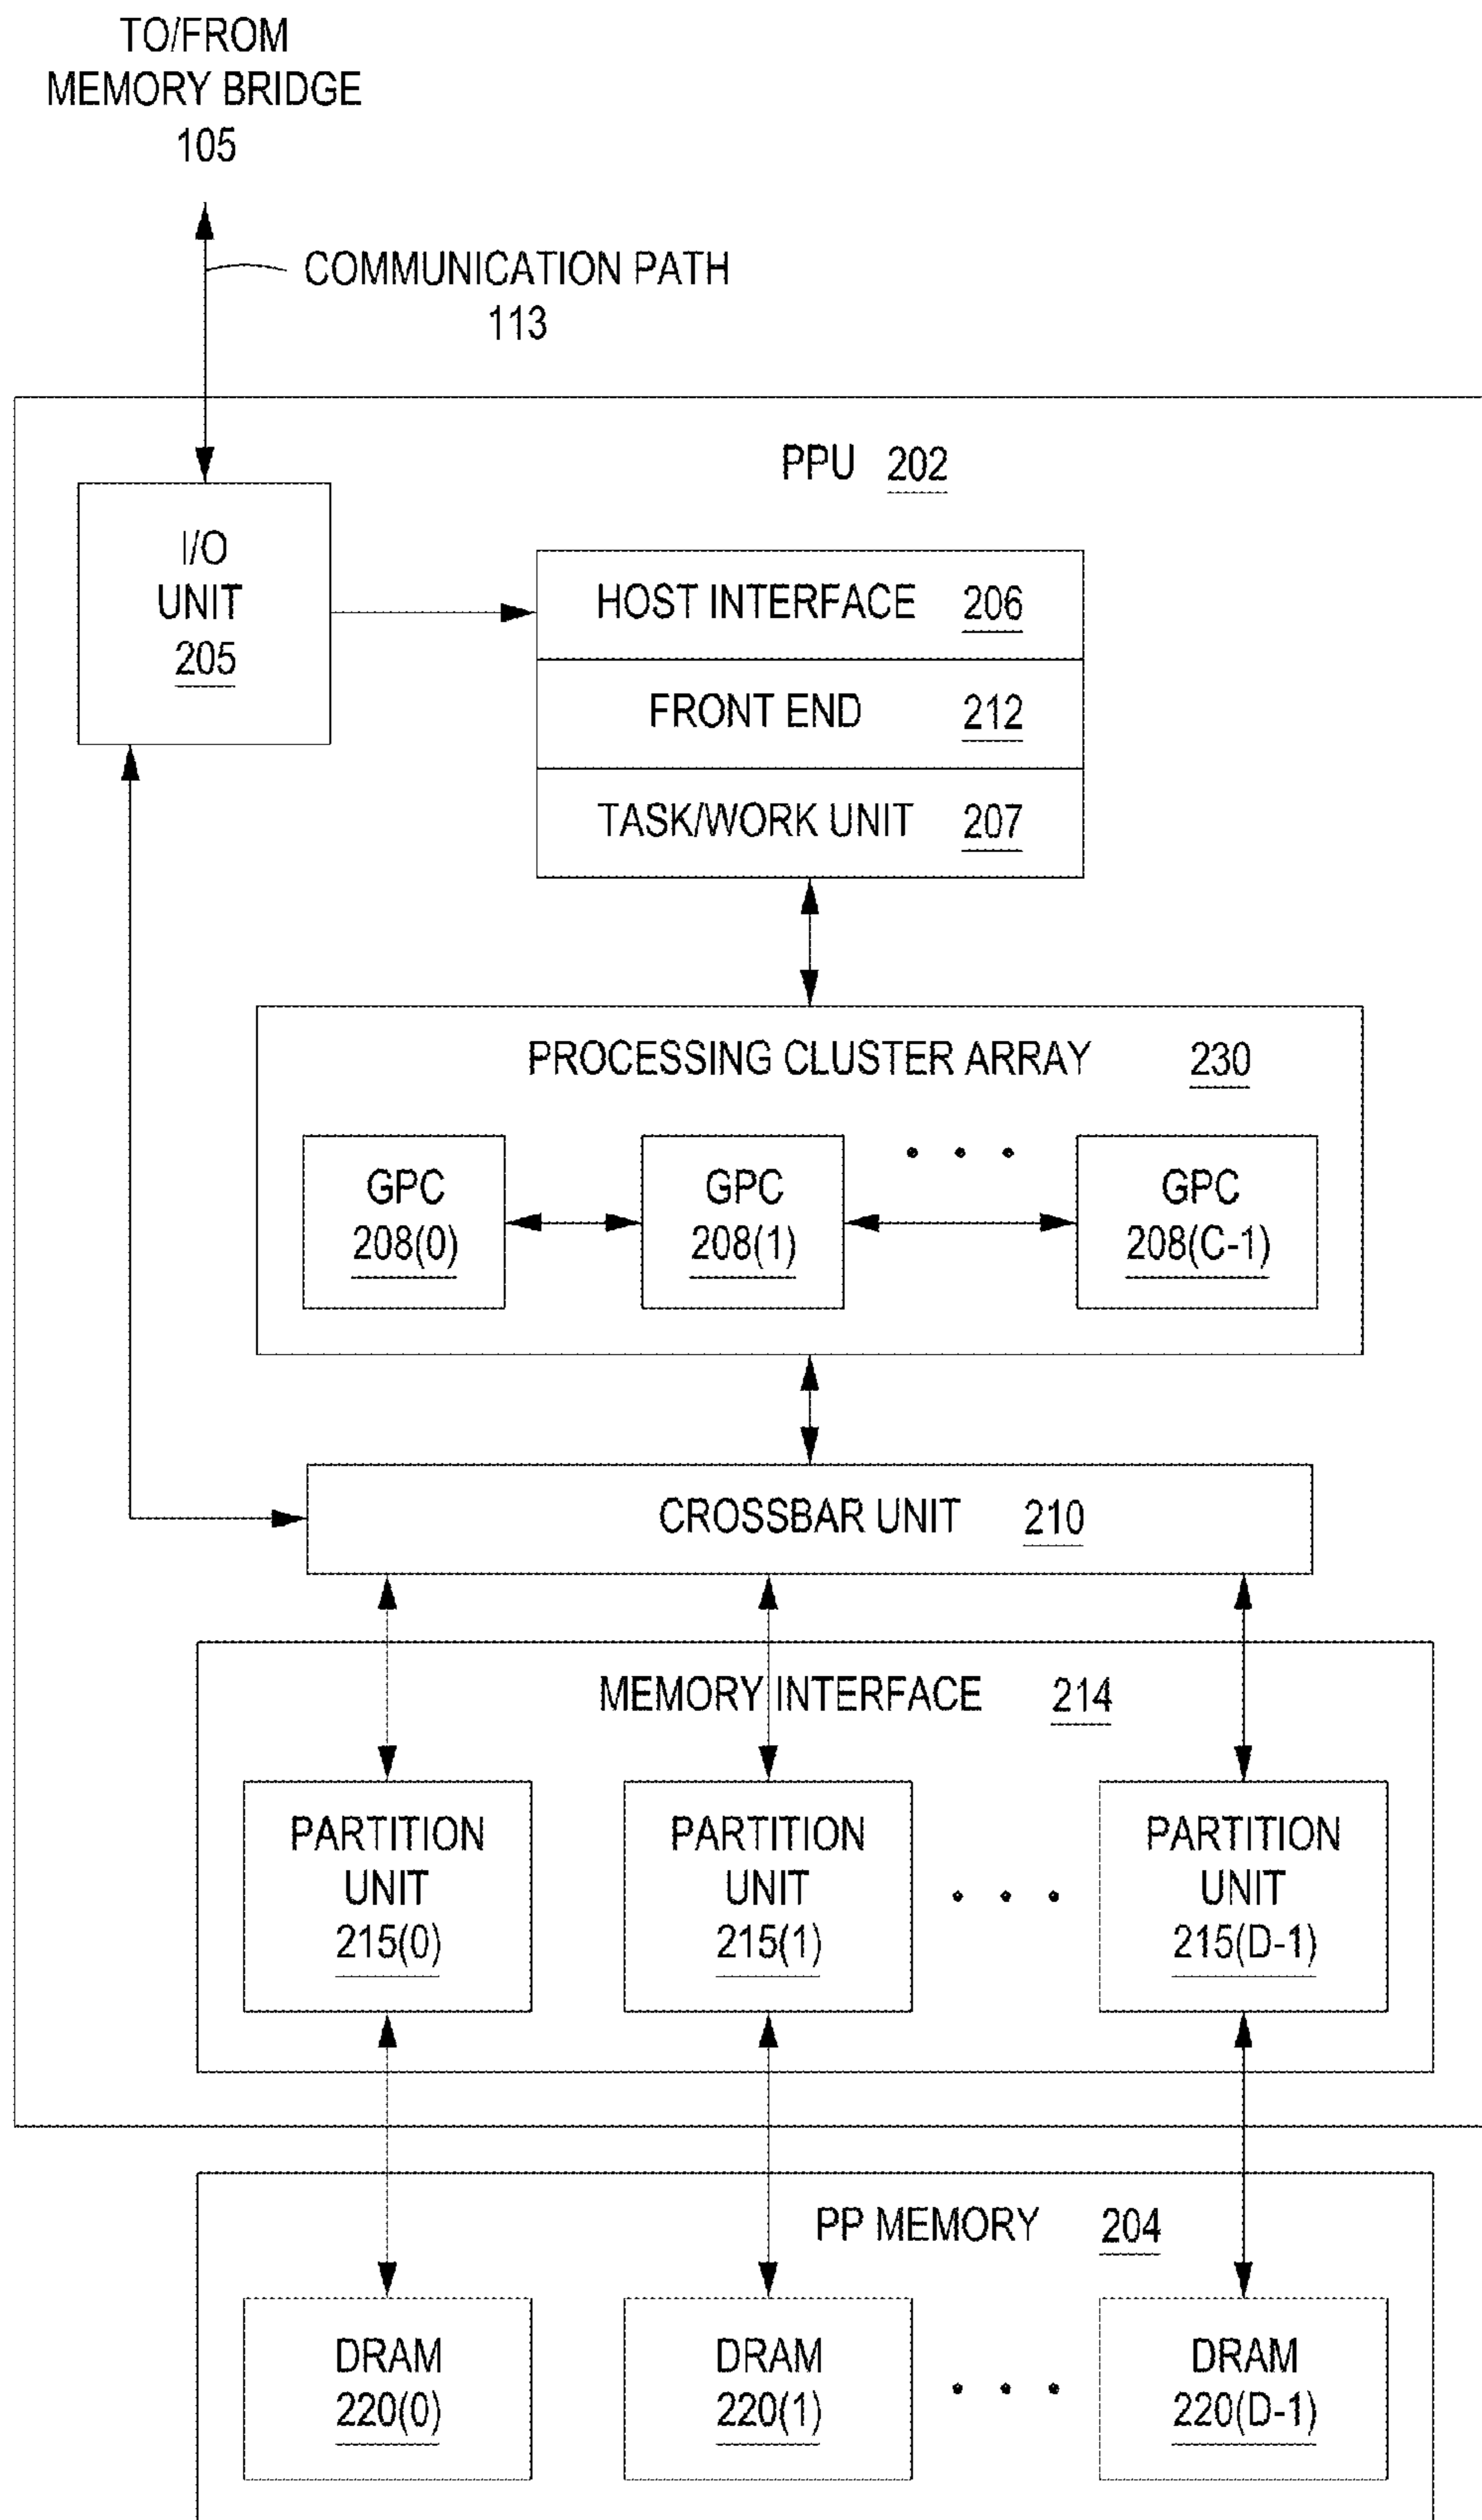 TO/FROM
MEMORY BRIDGE
105
COMMUNICATION PATH
113
PPU 202
I/O
UNIT
205
HOST INTERFACE 206
FRONT END 212
TASK/WORK UNIT 207
PROCESSING CLUSTER ARRAY 230
GPC
208(0)
GPC
208(1)
GPC
208(C-1)
CROSSBAR UNIT 210
MEMORY INTERFACE 214
PARTITION
UNIT
215(0)
PARTITION
UNIT
215(1)
PARTITION
UNIT
215(D-1)
PP MEMORY 204
DRAM
220(0)
DRAM
220(1)
DRAM
220(D-1)